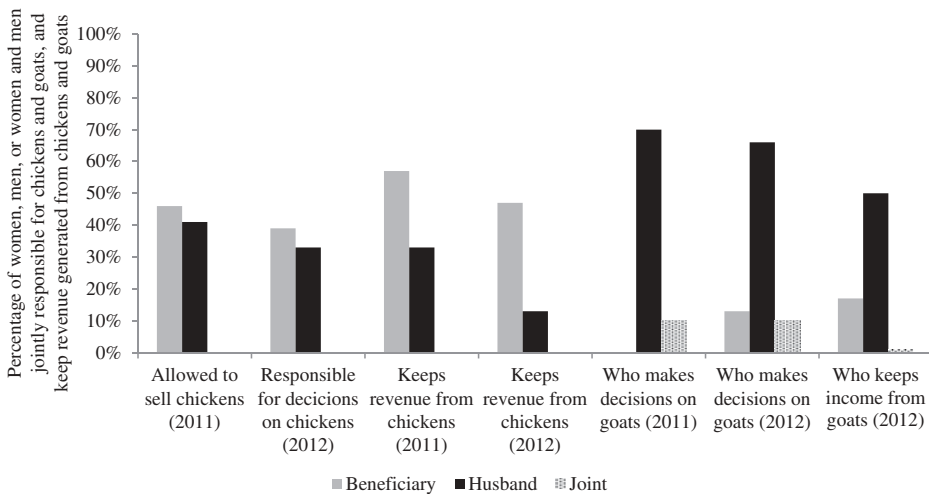 Percentage of women, men, or women and men
jointly responsible for chickens and goats, and
keep revenue generated from chickens and goats
100%
90%
80%
70%
60%
50%
40%
30%
20%
10%
0%
Allowed to
sell chickens
(2011)
Responsible
for decicions
on chickens
(2012)
Keeps
revenue from
chickens
(2011)
Keeps
revenue from
chickens
(2012)
Who makes
decisions on
goats (2011)
Who makes
decisions on
goats (2012)
Who keeps
income from
goats (2012)
Beneficiary
Husband
Joint